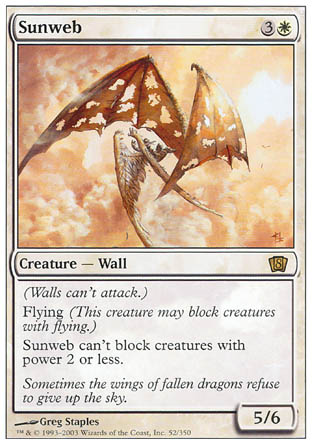 Sunweb 3
Creature — Wall 8
(Walls can't attack.)
Flying (This creature may block creatures
with flying.)
Sunweb can't block creatures with
power 2 or less.
Sometimes the wings of fallen dragons refuse
to give up the sky.
Greg Staples
™ & © 1993-2003 Wizards of the Coast, Inc. 52/350
5/6